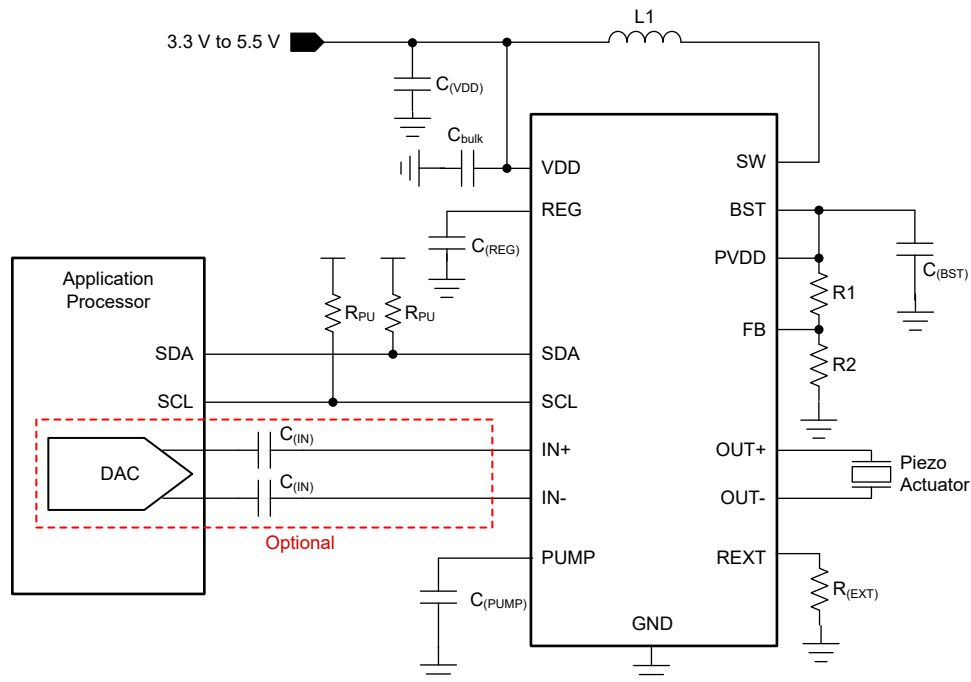 L1
3.3 V to 5.5 V
C(VDD)
Cbulk
VDD
SW
REG
BST
C(REG)
PVDD
C(BST)
Application
Processor
RPU
RPU
R1
FB
SDA
SDA
R2
SCL
SCL
C(IN)
DAC
IN+
OUT+
Piezo
Actuator
C(IN)
IN-
OUT-
Optional
PUMP
REXT
C(PUMP)
R(EXT)
GND